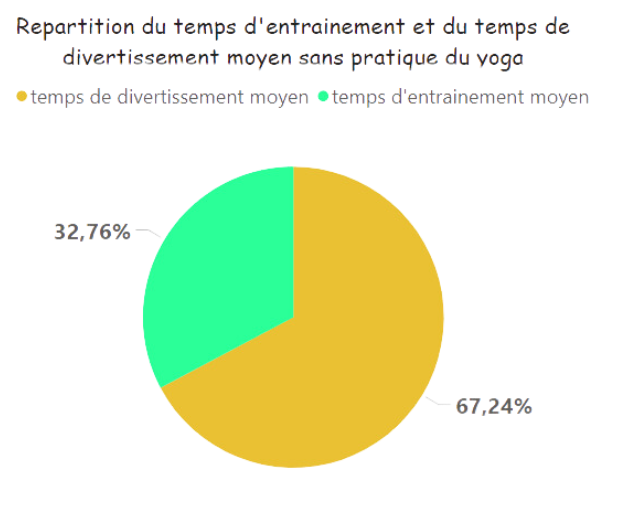 Repartition du temps d'entrainement et du temps de
divertissement moyen sans pratique du yoga
temps de divertissement moyen temps d'entrainement moyen
32,76%
67,24%